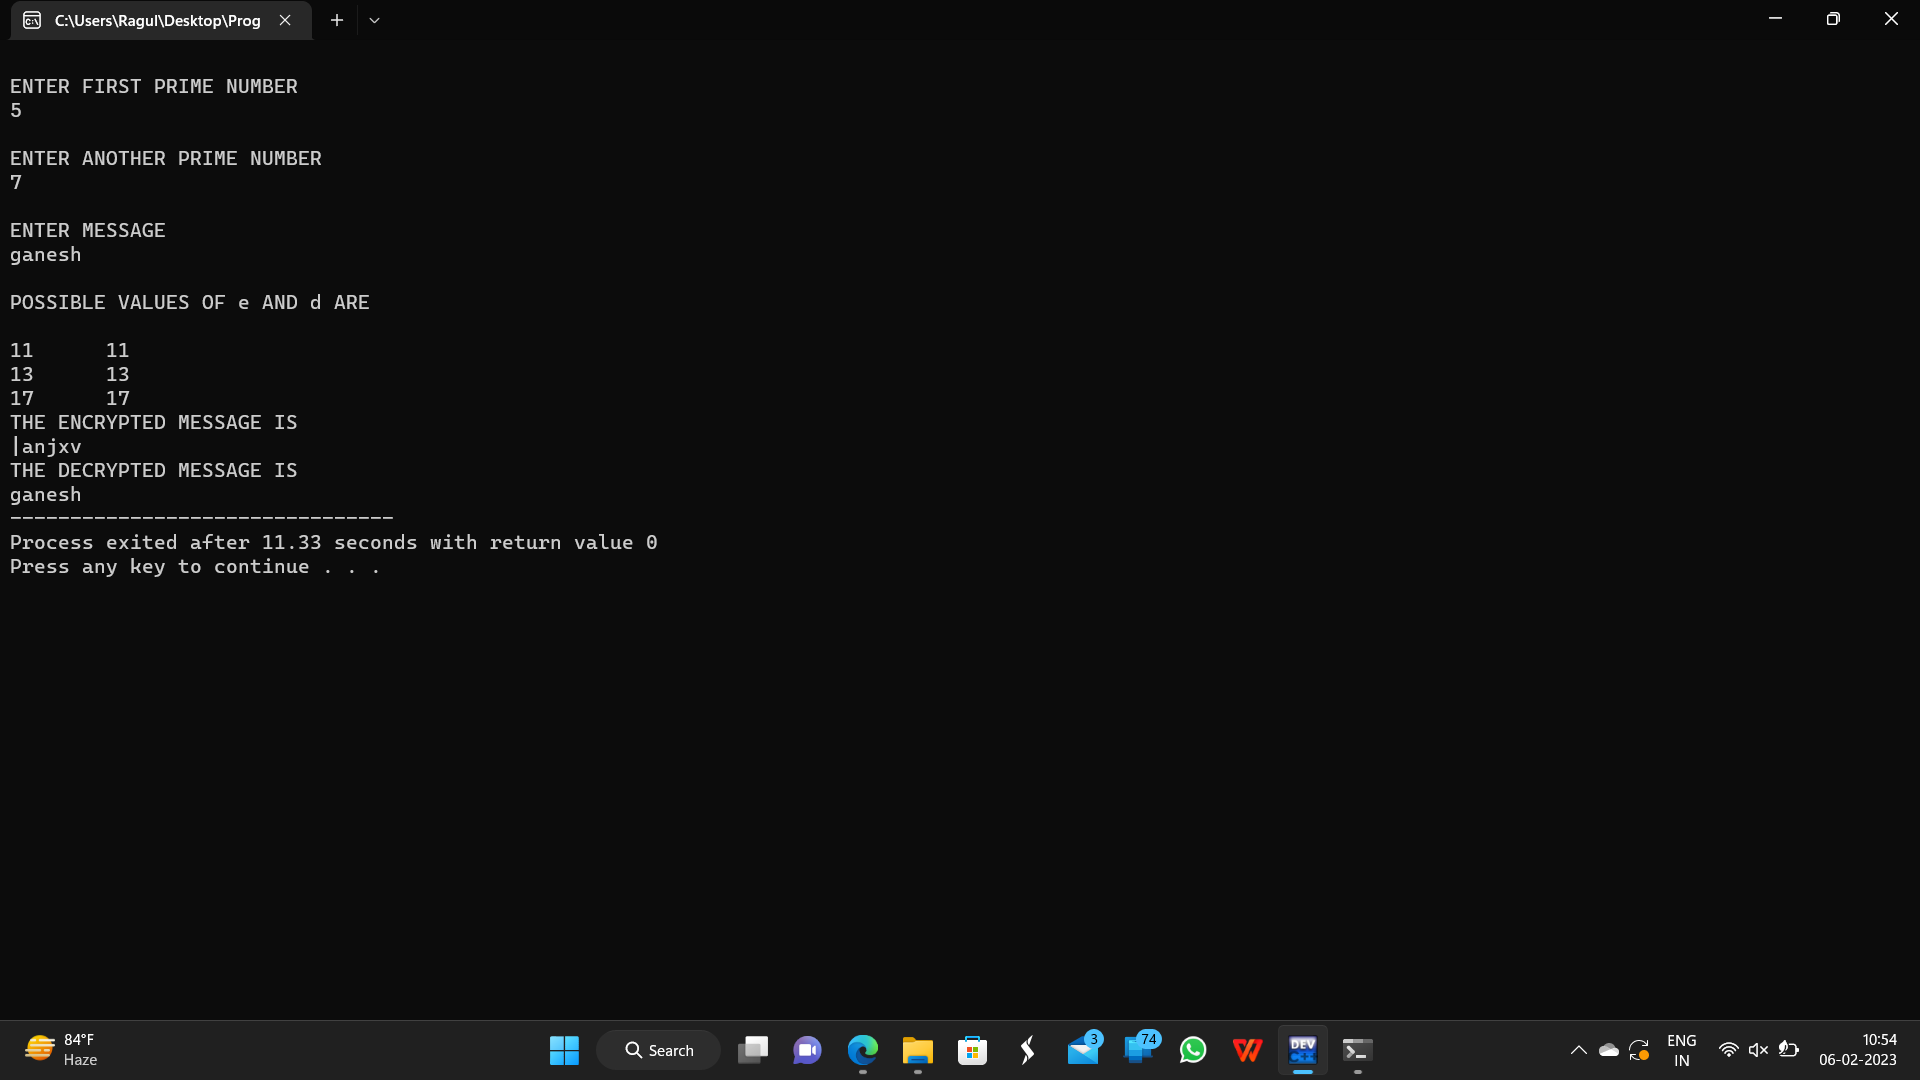 C:\Users\Ragul\Desktop\Prog
ENTER FIRST PRIME NUMBER
5
ENTER ANOTHER PRIME NUMBER
7
ENTER MESSAGE
ganesh
POSSIBLE VALUES OF e AND d ARE
11 11
13 13
17 17
THE ENCRYPTED MESSAGE IS
|anjxv
THE DECRYPTED MESSAGE IS
ganesh
--------------------------------
Process exited after 11.33 seconds with return value 0
Press any key to continue . . .
84°F
Haze
Search
3
74
DEV
ENG
IN
10:54
06-02-2023